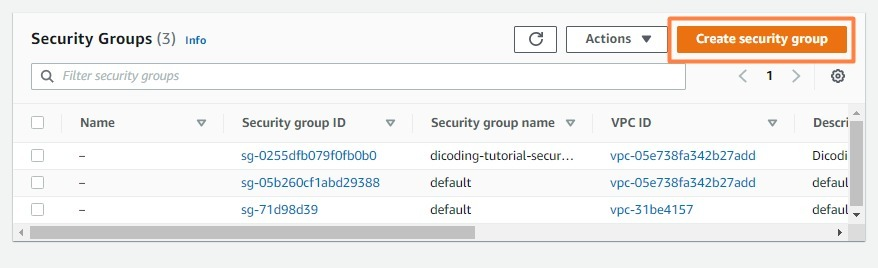 Security Groups (3) Info
Actions
Create security group
Filter security groups
1
Name Security group ID Security group name VPC ID Descri
– sg-0255dfb079f0fb0b0 dicoding-tutorial-secur... vpc-05e738fa342b27add Dicodi
– sg-05b260cf1abd29388 default vpc-05e738fa342b27add defaul
– sg-71d98d39 default vpc-31be4157 defaul